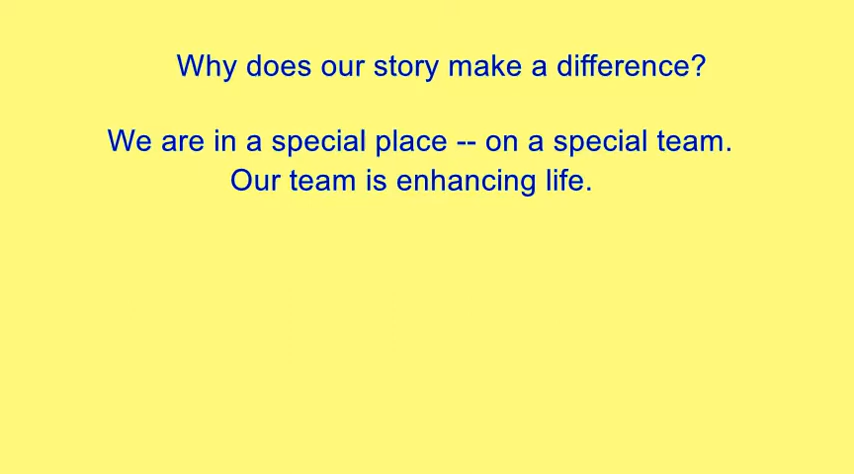 Why does our story make a difference?
We are in a special place -- on a special team.
Our team is enhancing life.